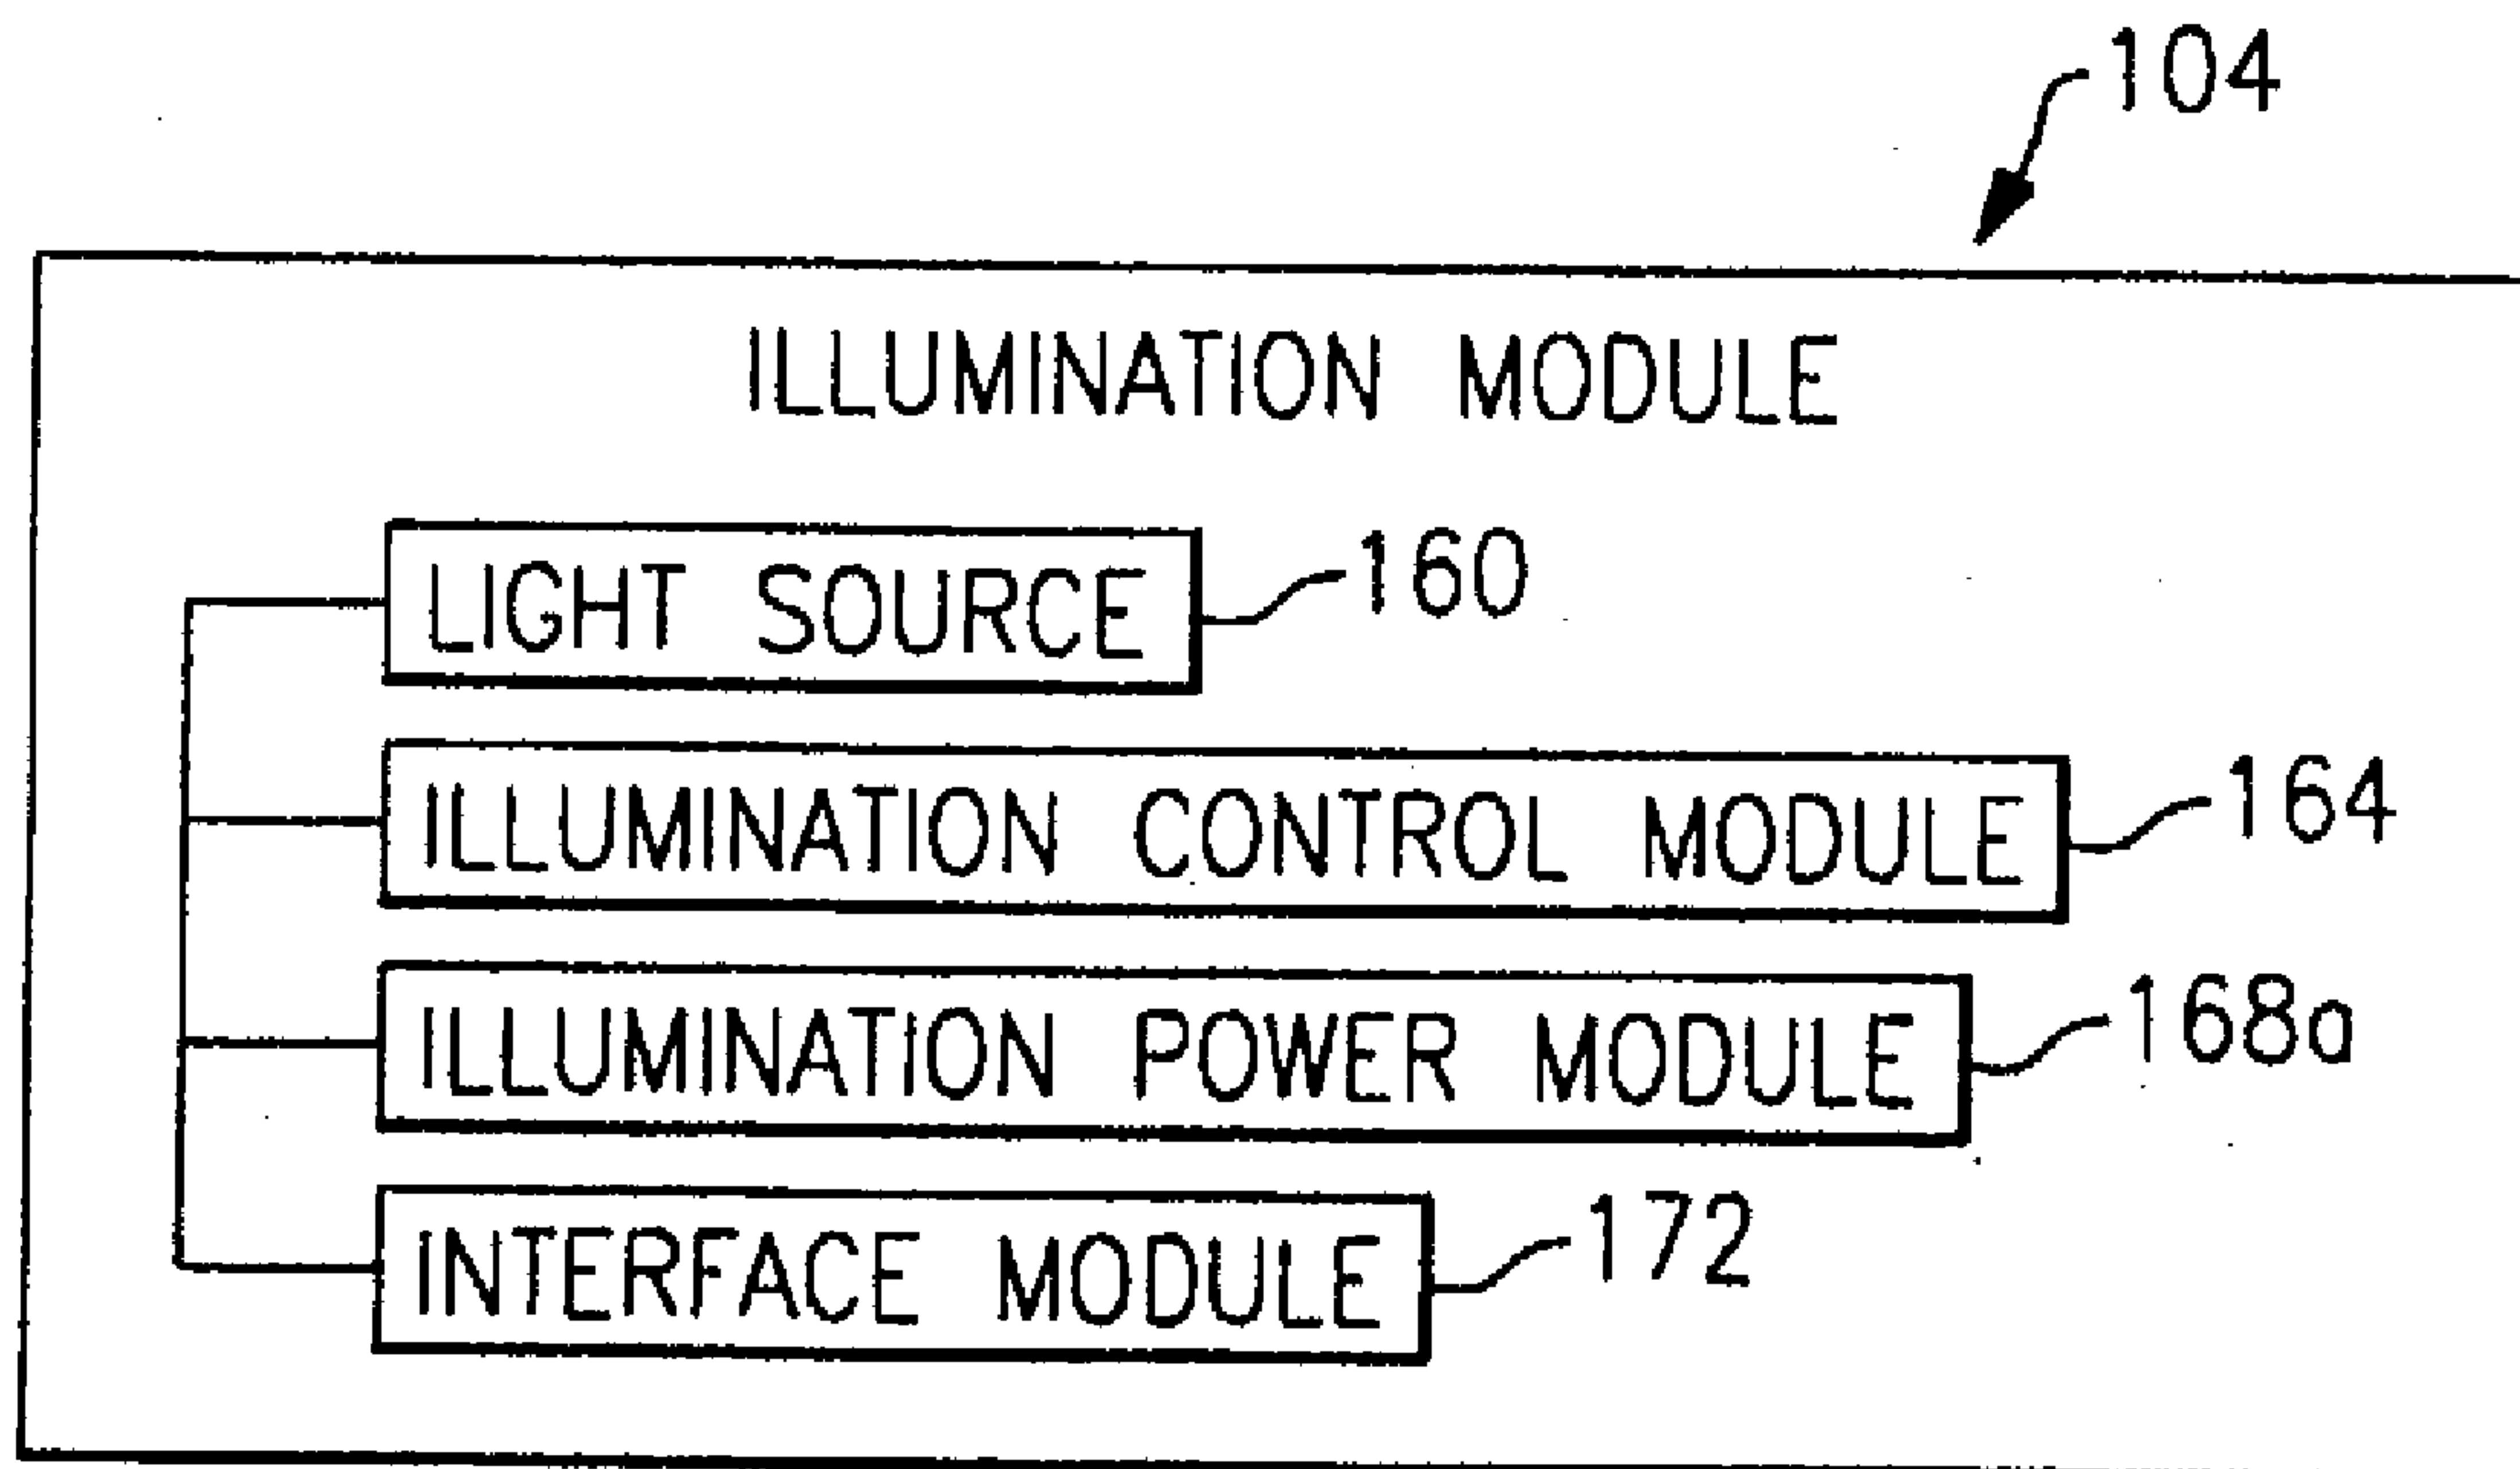 104
ILLUMINATION MODULE
LIGHT SOURCE 160
ILLUMINATION CONTROL MODULE 164
ILLUMINATION POWER MODULE 168a
INTERFACE MODULE 172